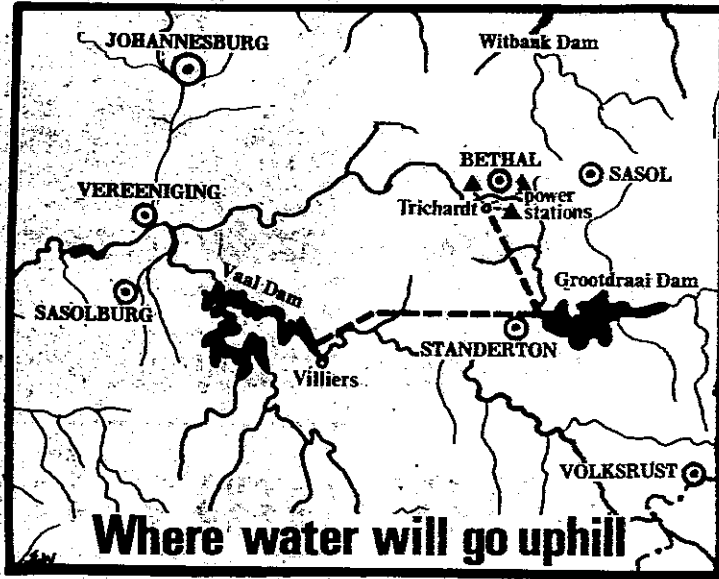 JOHANNESBURG
Witbank Dam
BETHAL
SASOL
VEREENIGING
Trichardt
power
stations
Vaal Dam
Grootdraai Dam
SASOLBURG
STANDERTON
Villiers
VOLKSRUST
Where water will go uphill